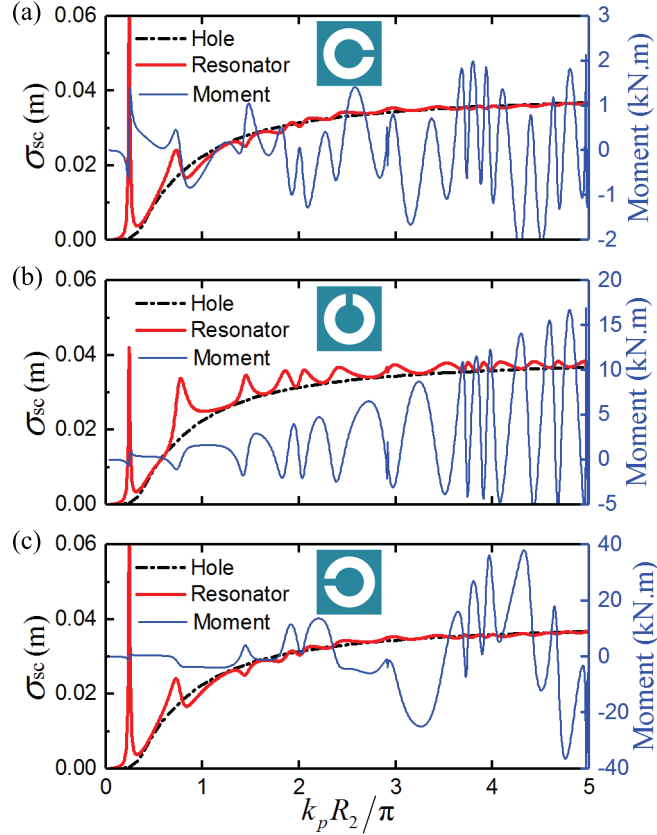 (a)
0.06
0.04
0.02
0.00
σsc (m)
Hole
Resonator
Moment
3
2
1
0
-1
-2
Moment (kN.m)
(b)
0.06
0.04
0.02
0.00
σsc (m)
Hole
Resonator
Moment
20
15
10
5
0
-5
Moment (kN.m)
(c)
0.06
0.04
0.02
0.00
σsc (m)
Hole
Resonator
Moment
40
20
0
-20
-40
Moment (kN.m)
0 1 2 3 4 5
kpR2/π